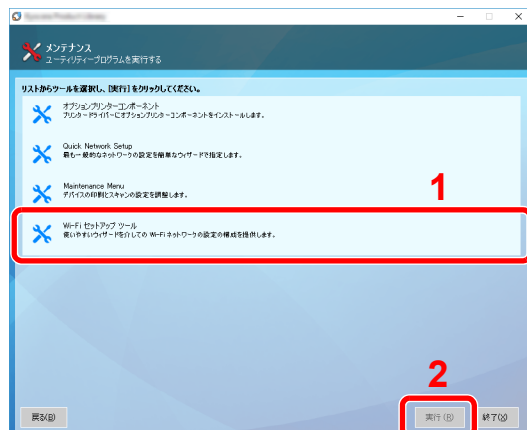 メンテナンス
ユーティリティープログラムを実行する
リストからツールを選択し、[実行]をクリックしてください。
オプションプリンターコンポーネント
プリンタードライバーにオプションプリンターコンポーネントをインストールします。
Quick Network Setup
最も一般的なネットワークの設定を簡単なウィザードで指定します。
Maintenance Menu
デバイスの印刷とスキャンの設定を調整します。
1
Wi-Fi セットアップ ツール
使いやすいウィザードを介しての Wi-Fi ネットワークの設定の構成を提供します。
2
戻る(B)
実行 (R)
終了(X)